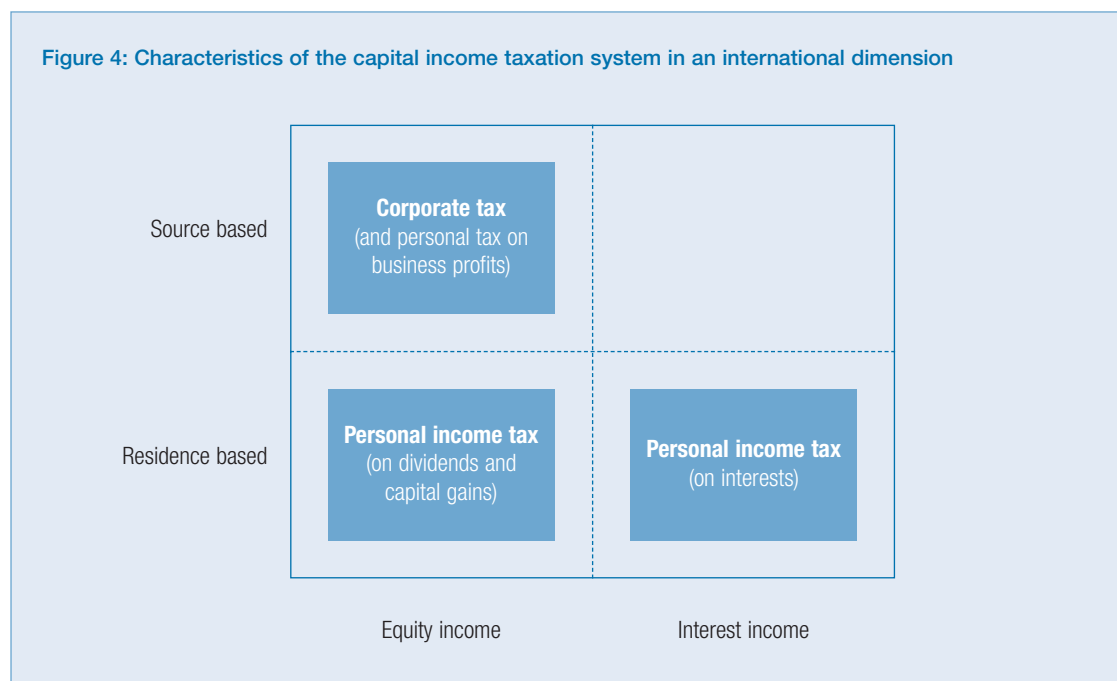 Figure 4: Characteristics of the capital income taxation system in an international dimension
Source based
Corporate tax
(and personal tax on
business profits)
Residence based
Personal income tax
(on dividends and
capital gains)
Personal income tax
(on interests)
Equity income
Interest income